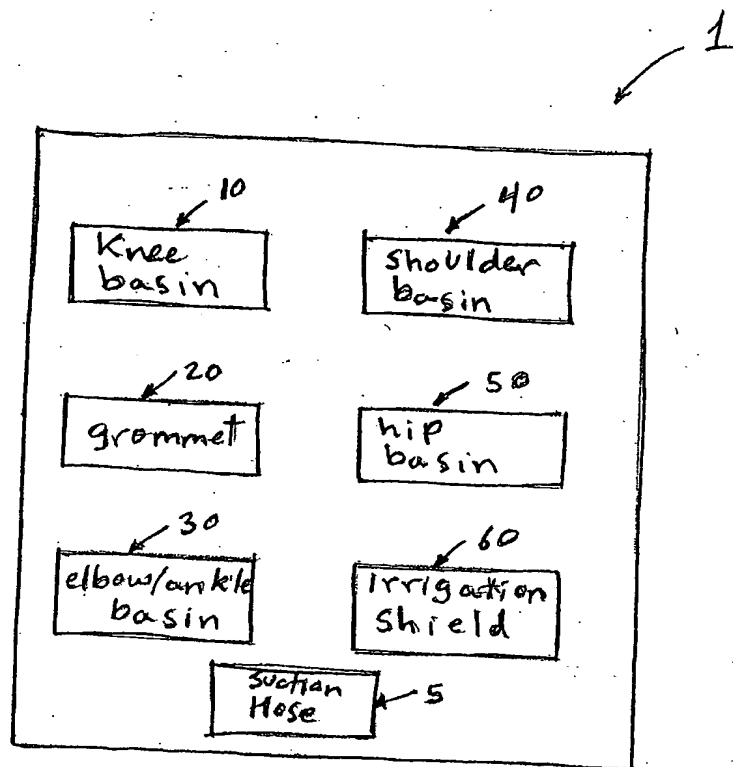 1
10
Knee
basin
40
shoulder
basin
20
grommet
50
hip
basin
30
elbow/ankle
basin
60
Irrigation
shield
Suction
Hose
5